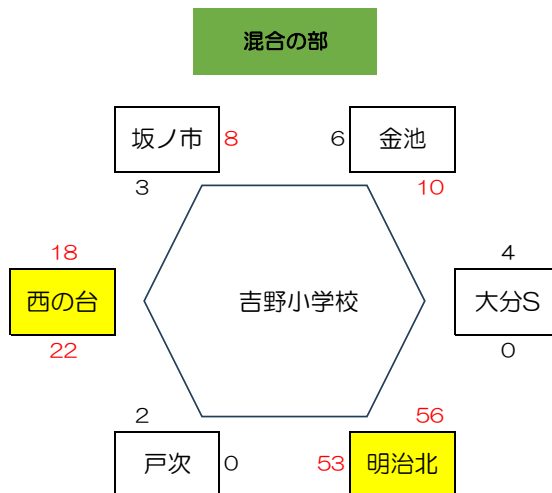 混合の部
坂ノ市 8 6 金池
3 10
18 4
西の台 吉野小学校 大分S
22 0
2 56
戸次 0 53 明治北